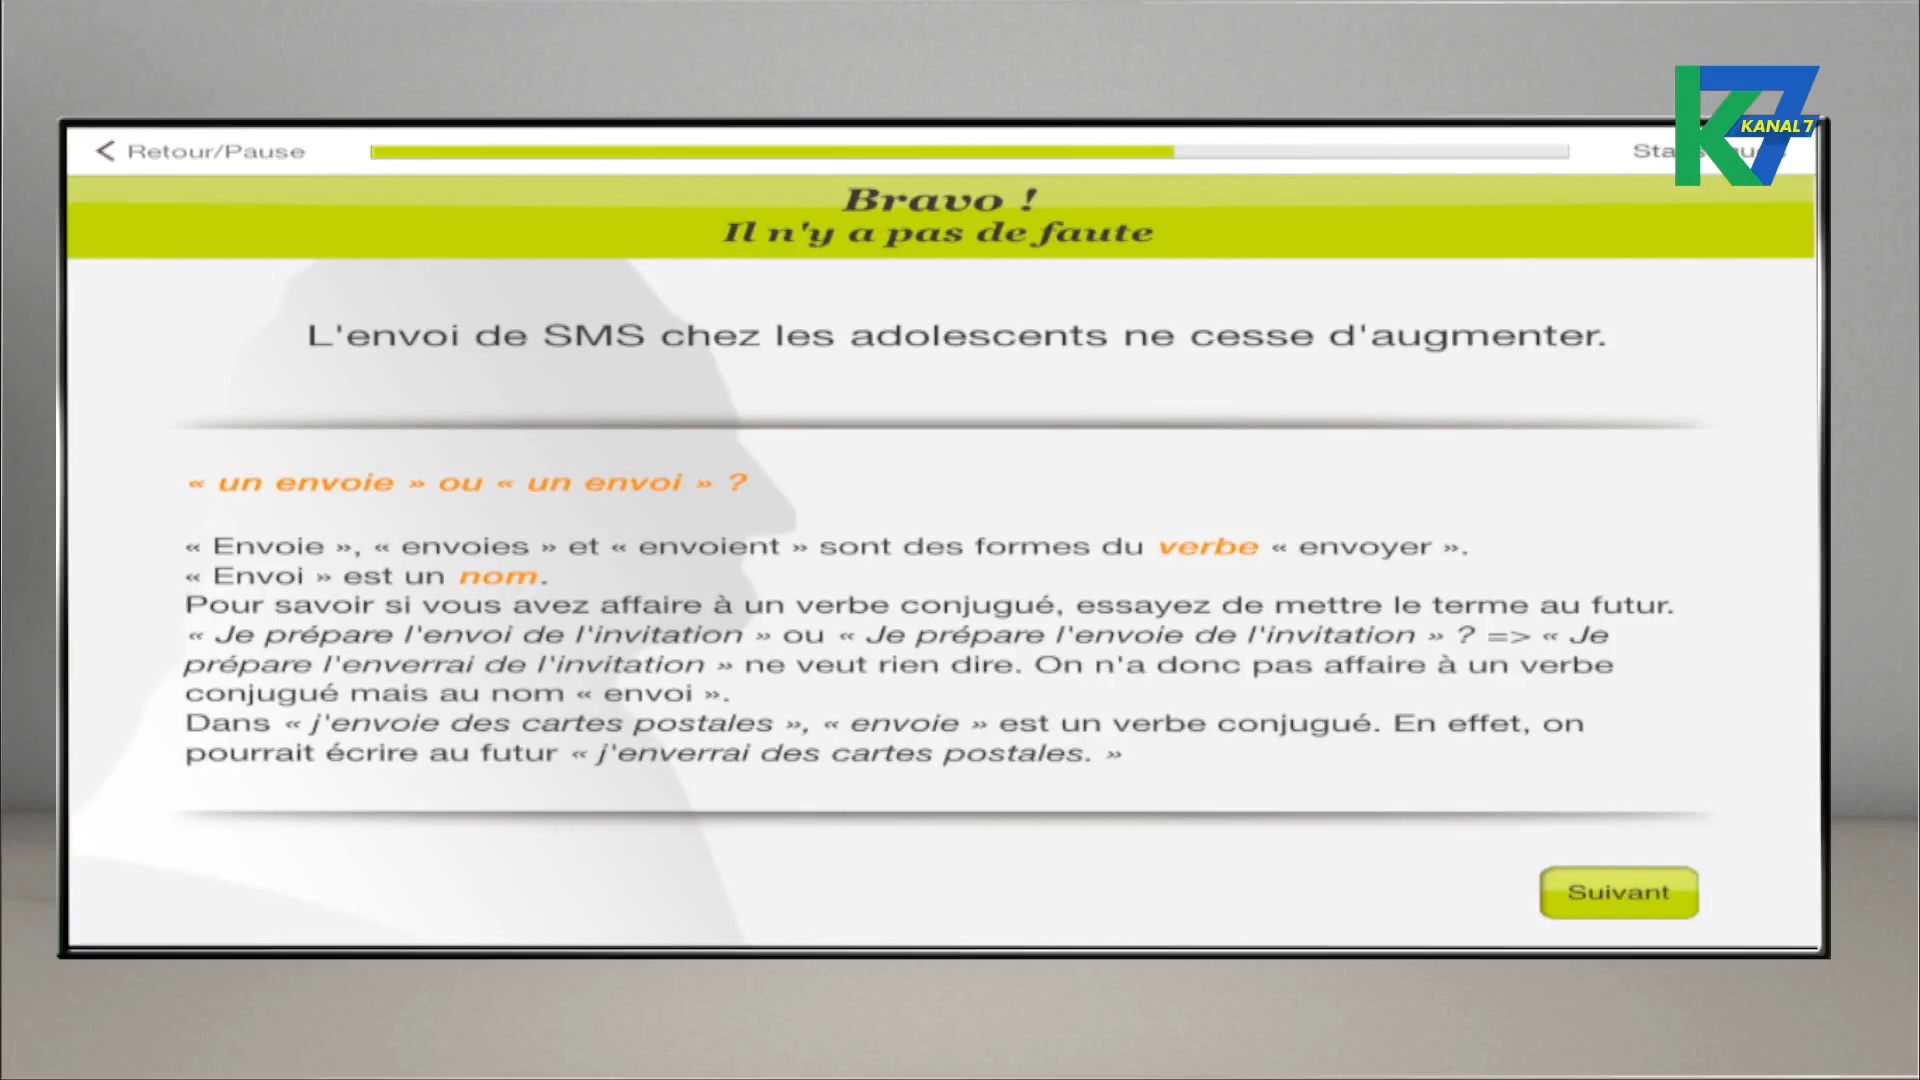 KANAL 7
Retour/Pause
Bravo !
Il n'y a pas de faute
L'envoi de SMS chez les adolescents ne cesse d'augmenter.
« un envoie » ou « un envoi » ?
« Envoie », « envoies » et « envoient » sont des formes du verbe « envoyer ».
« Envoi » est un nom.
Pour savoir si vous avez affaire à un verbe conjugué, essayez de mettre le terme au futur.
« Je prépare l'envoi de l'invitation » ou « Je prépare l'envoie de l'invitation » ? => « Je
prépare l'enverrai de l'invitation » ne veut rien dire. On n'a donc pas affaire à un verbe
conjugué mais au nom « envoi ».
Dans « j'envoie des cartes postales », « envoie » est un verbe conjugué. En effet, on
pourrait écrire au futur « j'enverrai des cartes postales. »
Suivant